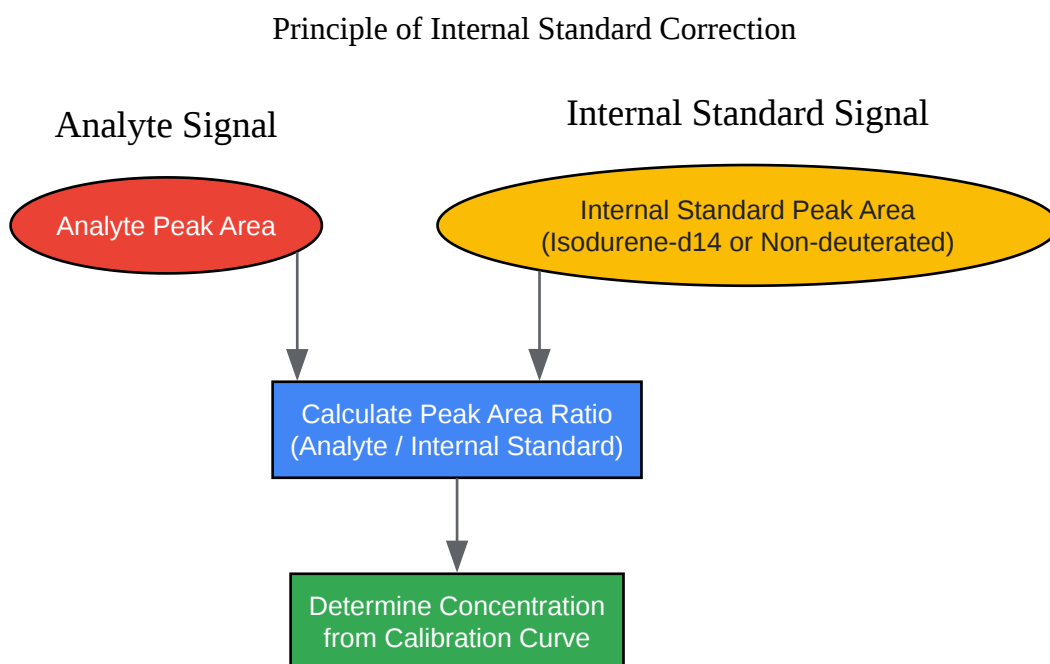 Principle of Internal Standard Correction
Analyte Signal
Internal Standard Signal
Analyte Peak Area
Internal Standard Peak Area
(Isodurene-d14 or Non-deuterated)
Calculate Peak Area Ratio
(Analyte / Internal Standard)
Determine Concentration
from Calibration Curve